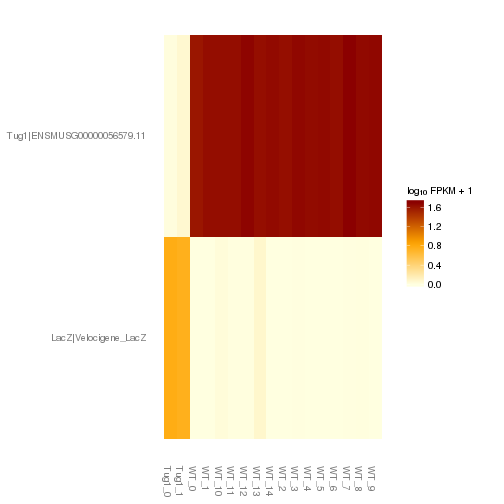 Tug1|ENSMUSG00000056579.11
LacZ|Velocigene_LacZ
log₁₀ FPKM + 1
1.6
1.2
0.8
0.4
0.0
Tug1_0
Tug1_1
WT_0
WT_1
WT_10
WT_11
WT_12
WT_13
WT_14
WT_2
WT_3
WT_4
WT_5
WT_6
WT_7
WT_8
WT_9